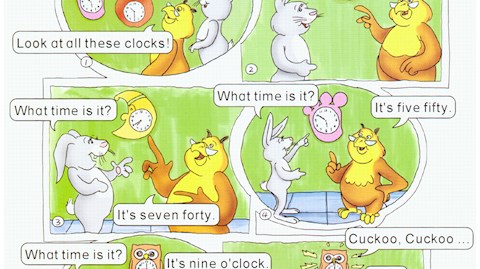 Look at all these clocks!
1
2
What time is it?
It's seven forty.
3
What time is it?
It's five fifty.
4
What time is it?
It's nine o'clock.
Cuckoo, Cuckoo ...